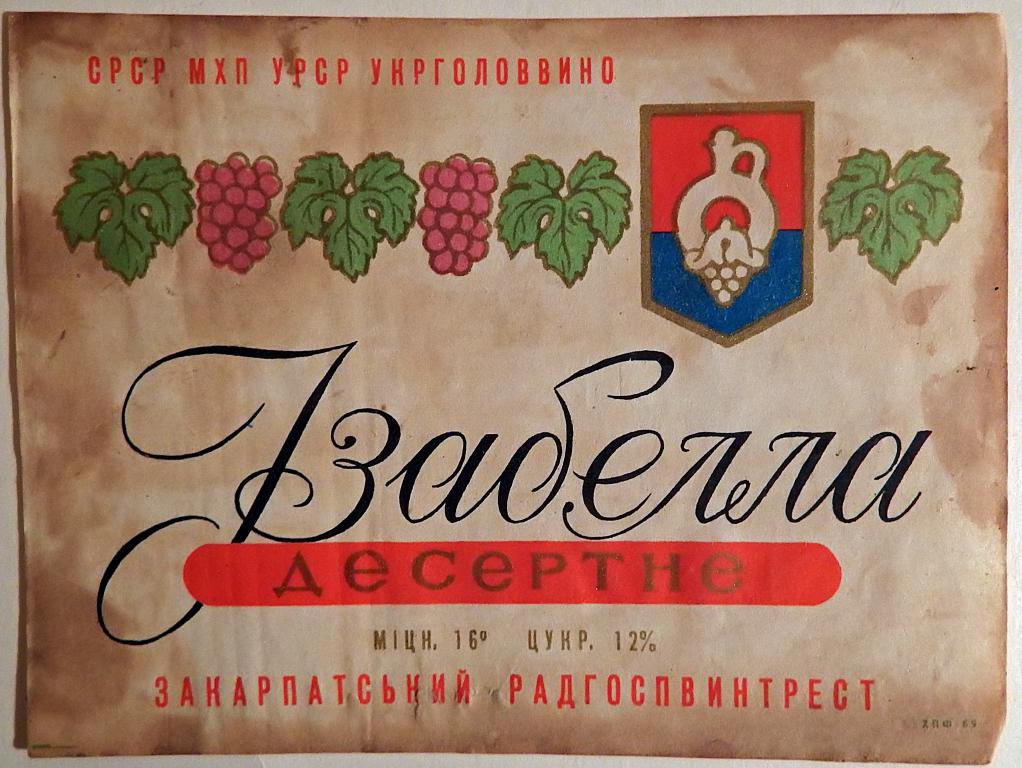 СРСР МХП УРСР УКРГОЛОВВИНО
Ізабелла
десертне
МІЦН. 16° ЦУКР. 12%
ЗАКАРПАТСЬКИЙ РАДГОСПВИНТРЕСТ